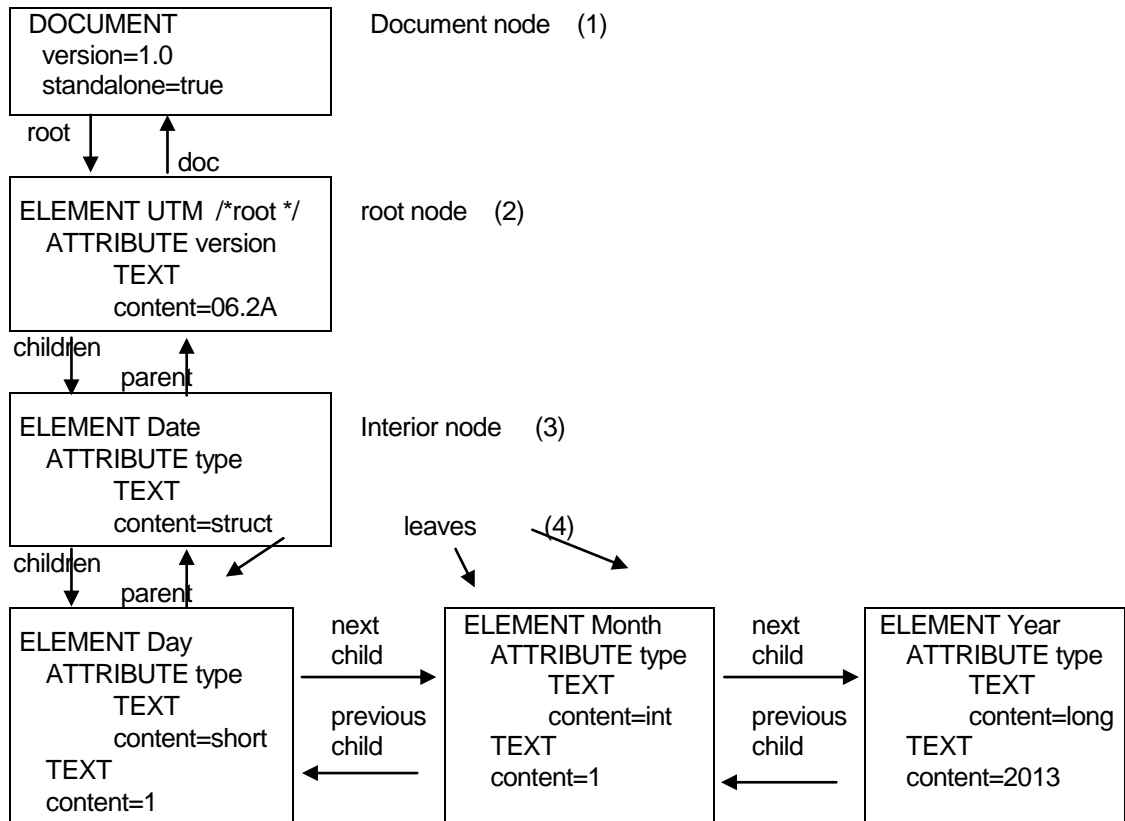 DOCUMENT
version=1.0
standalone=true
Document node (1)
root
doc
ELEMENT UTM /*root */
ATTRIBUTE version
TEXT
content=06.2A
root node (2)
children
parent
ELEMENT Date
ATTRIBUTE type
TEXT
content=struct
Interior node (3)
leaves (4)
children
parent
ELEMENT Day
ATTRIBUTE type
TEXT
content=short
TEXT
content=1
next
child
previous
child
ELEMENT Month
ATTRIBUTE type
TEXT
content=int
TEXT
content=1
next
child
previous
child
ELEMENT Year
ATTRIBUTE type
TEXT
content=long
TEXT
content=2013